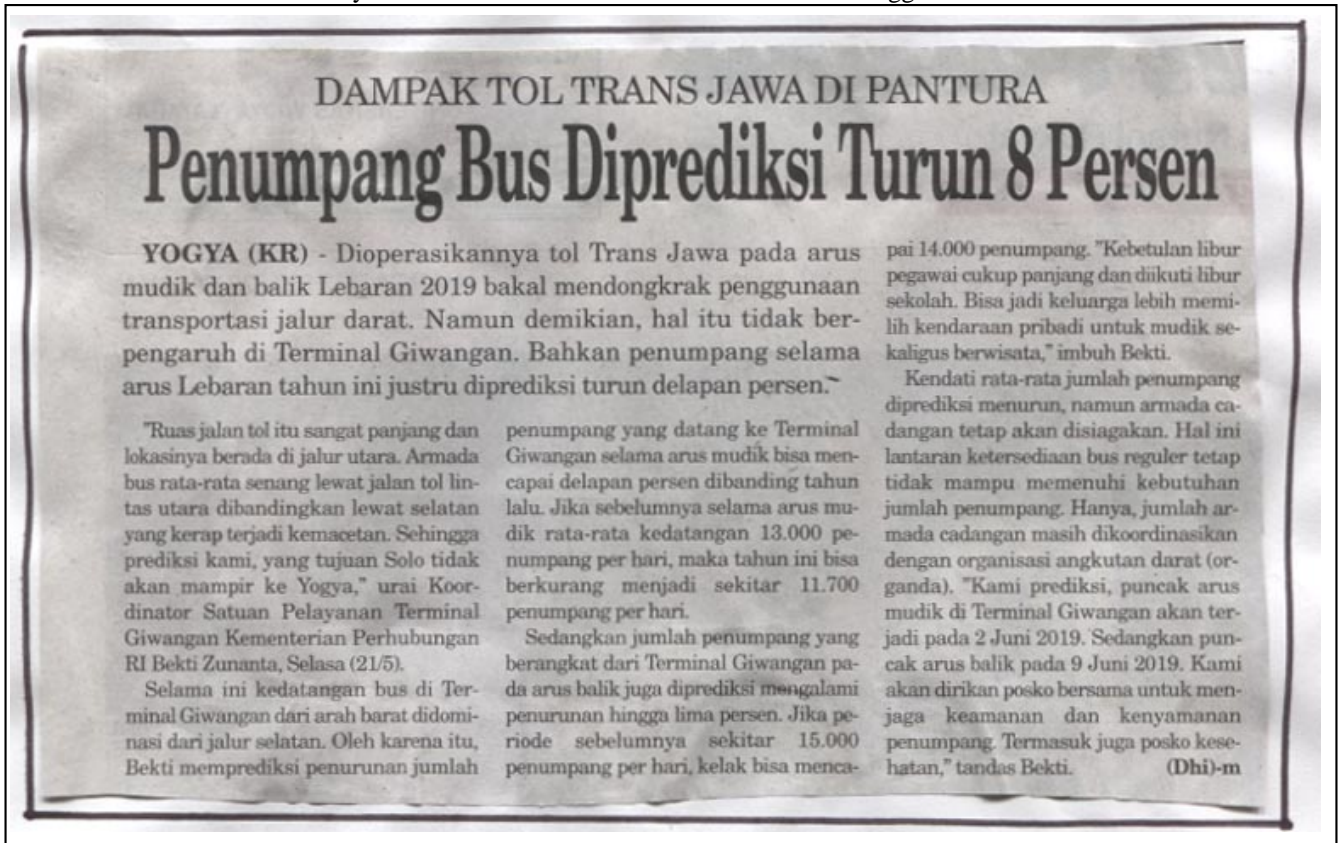 DAMPAK TOL TRANS JAWA DI PANTURA
Penumpang Bus Diprediksi Turun 8 Persen
YOGYA (KR) - Dioperasikannya tol Trans Jawa pada arus
mudik dan balik Lebaran 2019 bakal mendongkrak penggunaan
transportasi jalur darat. Namun demikian, hal itu tidak ber-
pengaruh di Terminal Giwangan. Bahkan penumpang selama
arus Lebaran tahun ini justru diprediksi turun delapan persen.
"Ruas jalan tol itu sangat panjang dan
lokasinya berada di jalur utara. Armada
bus rata-rata senang lewat jalan tol lin-
tas utara dibandingkan lewat selatan
yang kerap terjadi kemacetan. Sehingga
prediksi kami, yang tujuan Solo tidak
akan mampir ke Yogya," urai Koor-
dinator Satuan Pelayanan Terminal
Giwangan Kementerian Perhubungan
RI Bekti Zunanta, Selasa (21/5).
Selama ini kedatangan bus di Ter-
minal Giwangan dari arah barat didomi-
nasi dari jalur selatan. Oleh karena itu,
Bekti memprediksi penurunan jumlah
penumpang yang datang ke Terminal
Giwangan selama arus mudik bisa men-
capai delapan persen dibanding tahun
lalu. Jika sebelumnya selama arus mu-
dik rata-rata kedatangan 13.000 pe-
numpang per hari, maka tahun ini bisa
berkurang menjadi sekitar 11.700
penumpang per hari.
Sedangkan jumlah penumpang yang
berangkat dari Terminal Giwangan pa-
da arus balik juga diprediksi mengalami
penurunan hingga lima persen. Jika pe-
riode sebelumnya sekitar 15.000
penumpang per hari, kelak bisa menca-
pai 14.000 penumpang. "Kebetulan libur
pegawai cukup panjang dan diikuti libur
sekolah. Bisa jadi keluarga lebih memi-
lih kendaraan pribadi untuk mudik se-
kaligus berwisata," imbuh Bekti.
Kendati rata-rata jumlah penumpang
diprediksi menurun, namun armada ca-
dangan tetap akan disiagakan. Hal ini
lantaran ketersediaan bus reguler tetap
tidak mampu memenuhi kebutuhan
jumlah penumpang. Hanya, jumlah ar-
mada cadangan masih dikoordinasikan
dengan organisasi angkutan darat (or-
ganda). "Kami prediksi, puncak arus
mudik di Terminal Giwangan akan ter-
jadi pada 2 Juni 2019. Sedangkan pun-
cak arus balik pada 9 Juni 2019. Kami
akan dirikan posko bersama untuk men-
jaga keamanan dan kenyamanan
penumpang. Termasuk juga posko kese-
hatan," tandas Bekti. (Dhi)-m